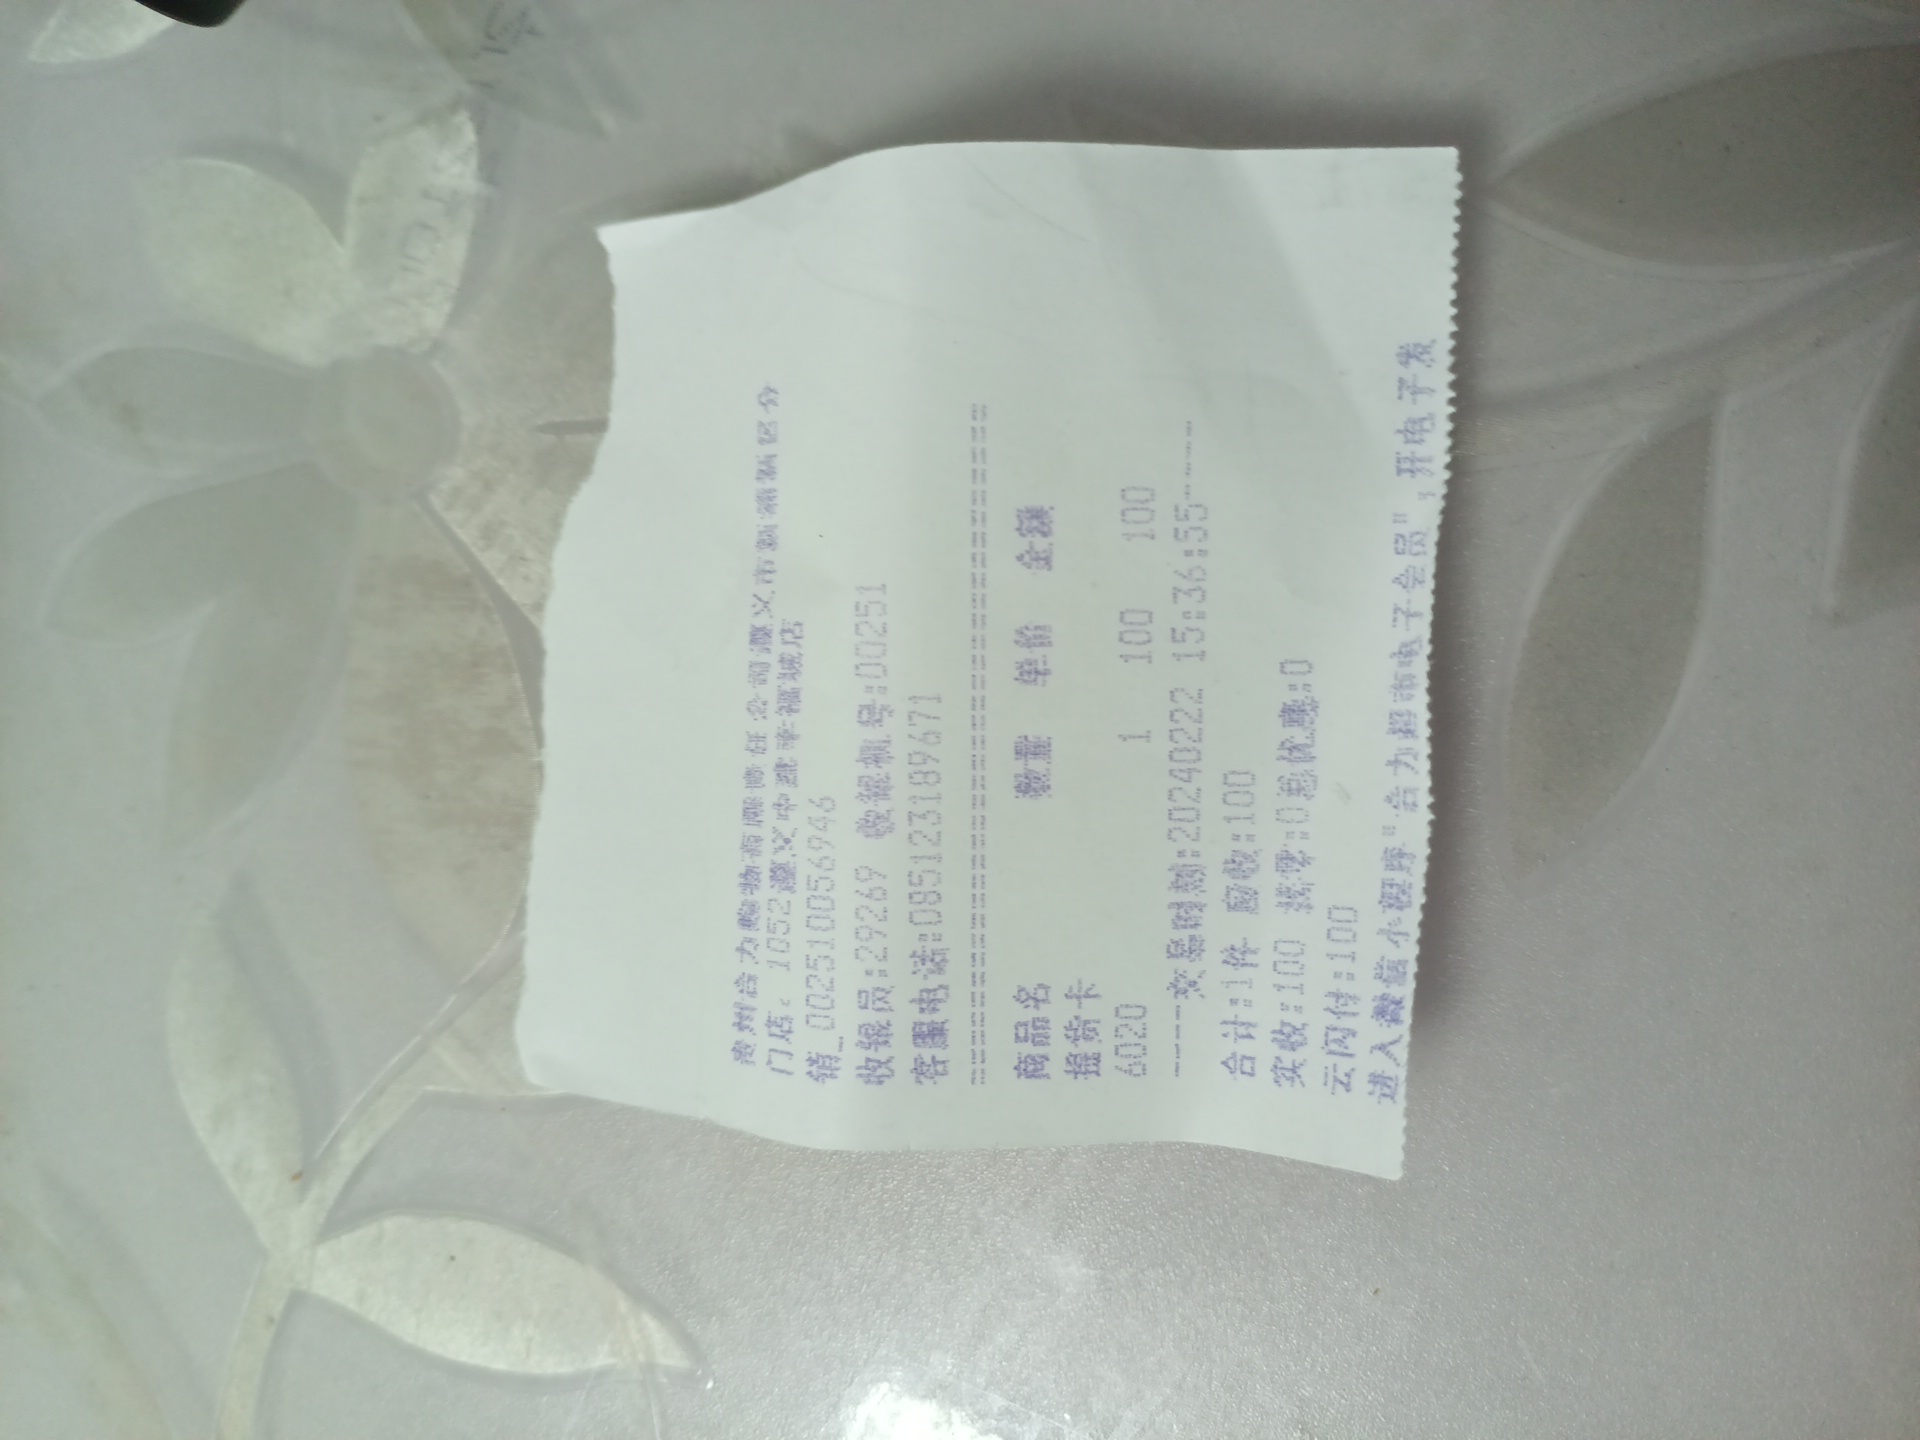 贵州合力购物有限责任公司遵义市新蒲新区分
门店: 1052遵义中建幸福城店
销_002510056946
收银员:29269 收银机号:00251
客服电话:085123189671
商品名 数量 单价 金额
提货卡
6020 1 100 100
----交易时刻:20240222 15:36:55----
合计:1件 应收:100
实收:100 找零:0总优惠:0
云闪付:100
进入微信小程序"合力超市电子会员",开电子发